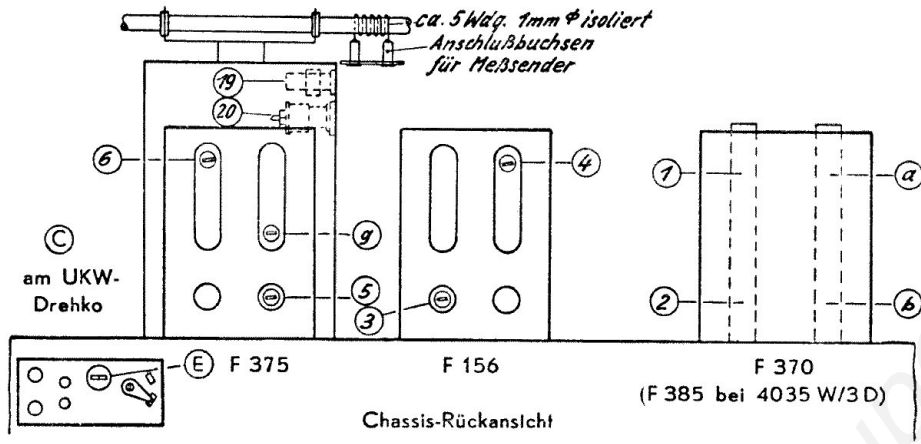 ca. 5 Wdg. 1mm Φ isoliert
Anschlußbuchsen
für Meßsender
19
20
6
4
1
a
C
g
am UKW-
Drehko
5
3
2
b
E
F 375
F 156
F 370
(F 385 bei 4035 W/3 D)
Chassis-Rückansicht